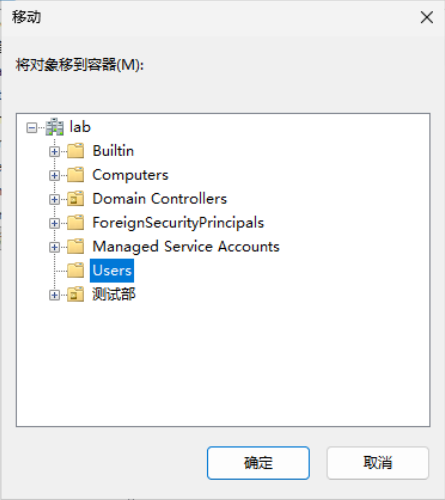 移动
将对象移到容器(M):
lab
Builtin
Computers
Domain Controllers
ForeignSecurityPrincipals
Managed Service Accounts
Users
测试部
确定
取消